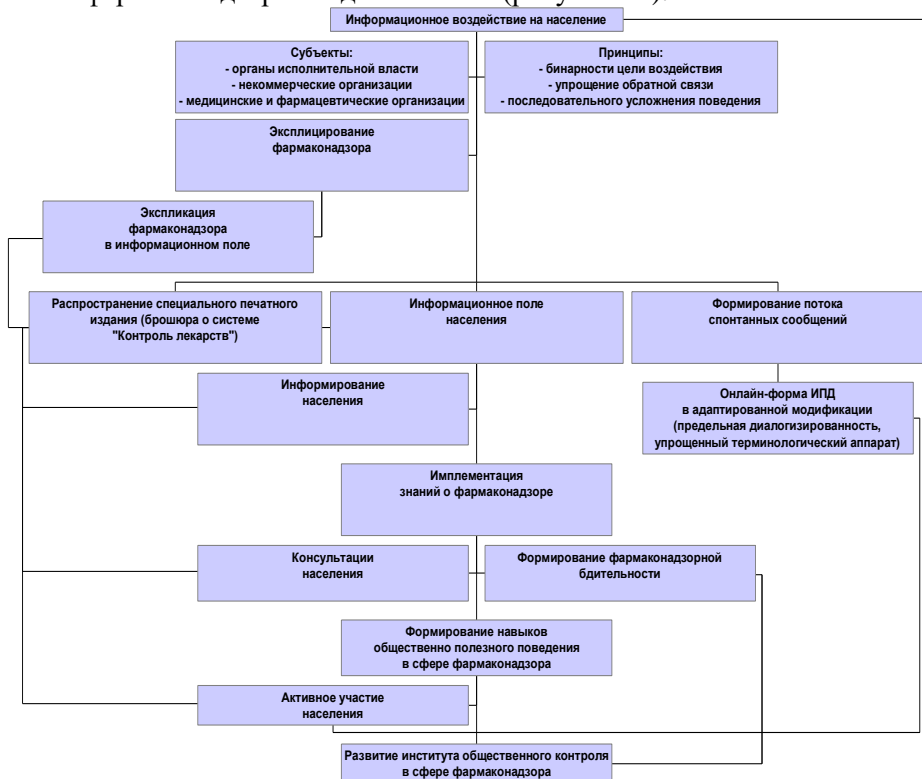 Информационное воздействие на население
Субъекты:
- органы исполнительной власти
- некоммерческие организации
- медицинские и фармацевтические организации
Принципы:
- бинарности цели воздействия
- упрощение обратной связи
- последовательного усложнения поведения
Эксплицирование
фармаконадзора
Экспликация
фармаконадзора
в информационном поле
Распространение специального печатного
издания (брошюра о системе
"Контроль лекарств")
Информационное поле
населения
Формирование потока
спонтанных сообщений
Информирование
населения
Онлайн-форма ИПД
в адаптированной модификации
(предельная диалогизированность,
упрощенный терминологический аппарат)
Имплементация
знаний о фармаконадзоре
Консультации
населения
Формирование фармаконадзорной
бдительности
Формирование навыков
общественно полезного поведения
в сфере фармаконадзора
Активное участие
населения
Развитие института общественного контроля
в сфере фармаконадзора